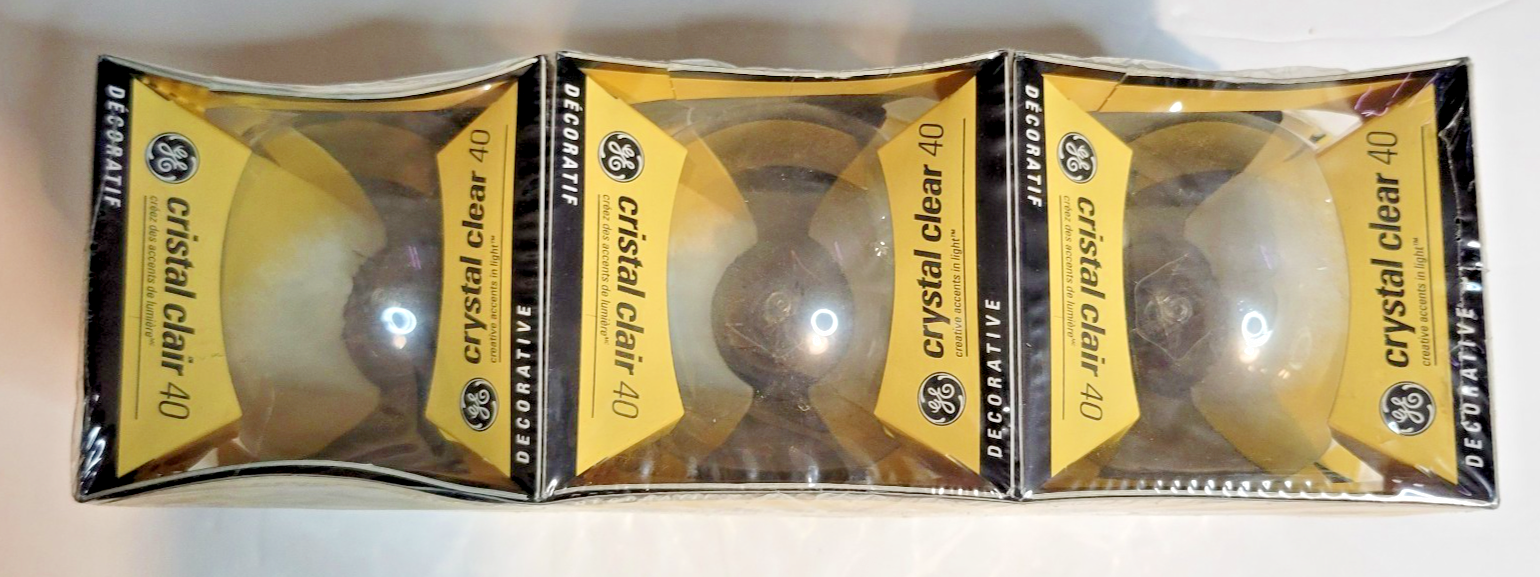 DÉCORATIF
GE
cristal clair 40
créez des accents de lumière™
crystal clear 40
creative accents in light™
GE
DECORATIVE
DÉCORATIF
GE
cristal clair 40
créez des accents de lumière™
crystal clear 40
creative accents in light™
GE
DECORATIVE
DÉCORATIF
GE
cristal clair 40
créez des accents de lumière™
crystal clear 40
creative accents in light™
GE
DECORATIVE